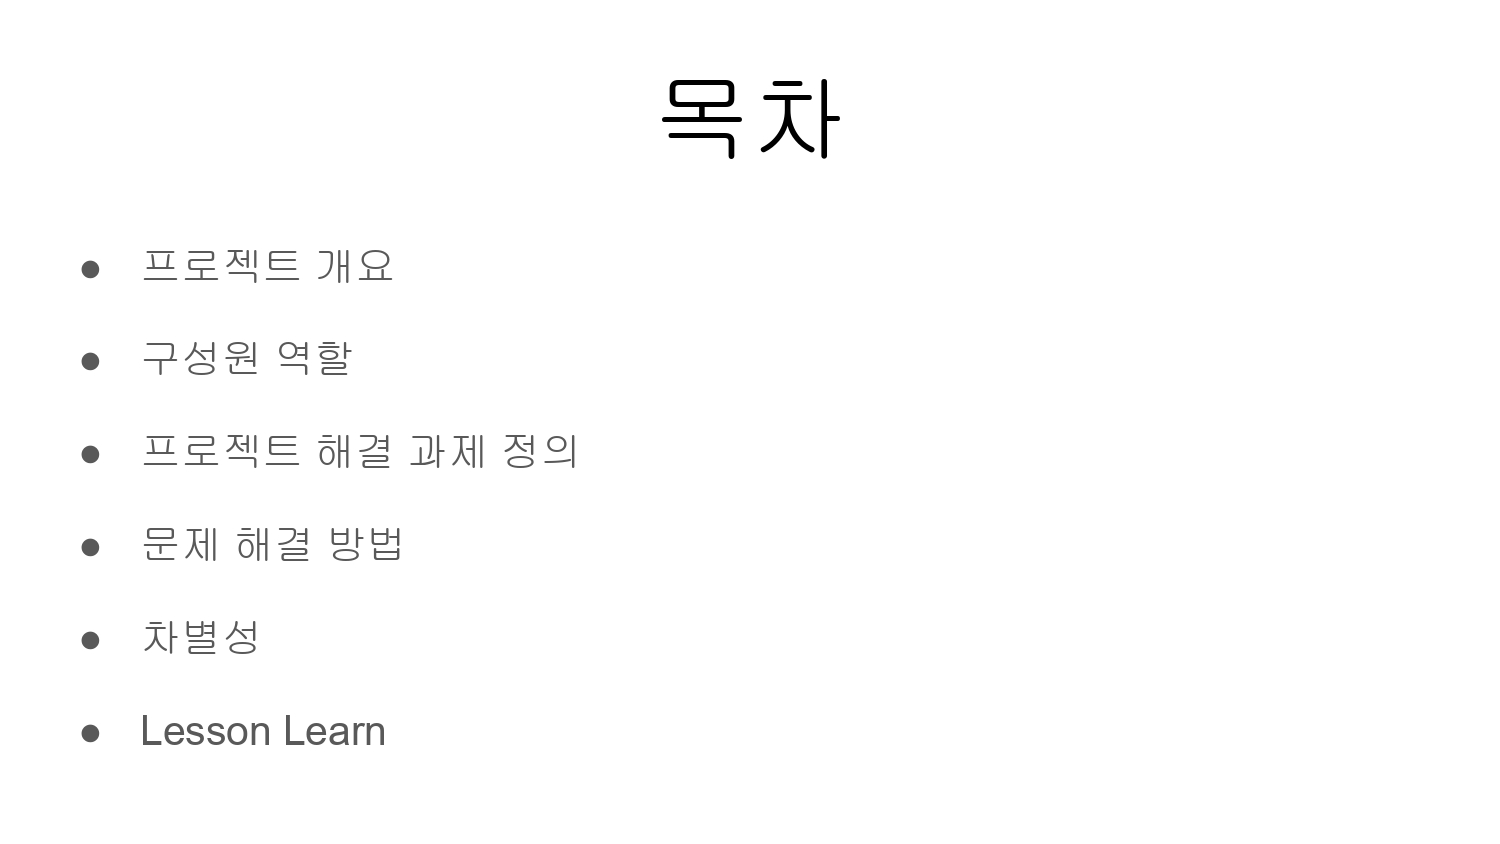 목차
● 프로젝트 개요
● 구성원 역할
● 프로젝트 해결 과제 정의
● 문제 해결 방법
● 차별성
● Lesson Learn